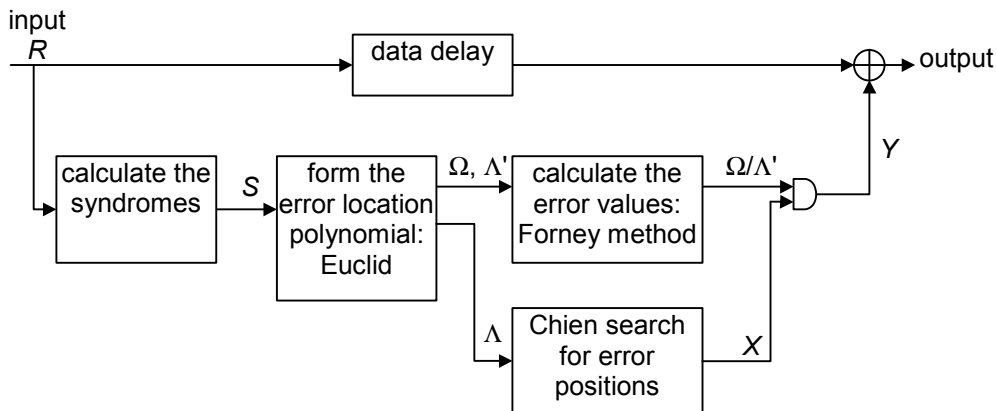 input
R
data delay
output
calculate the
syndromes
S
form the
error location
polynomial:
Euclid
Ω, Λ'
calculate the
error values:
Forney method
Ω/Λ'
Y
Λ
Chien search
for error
positions
X